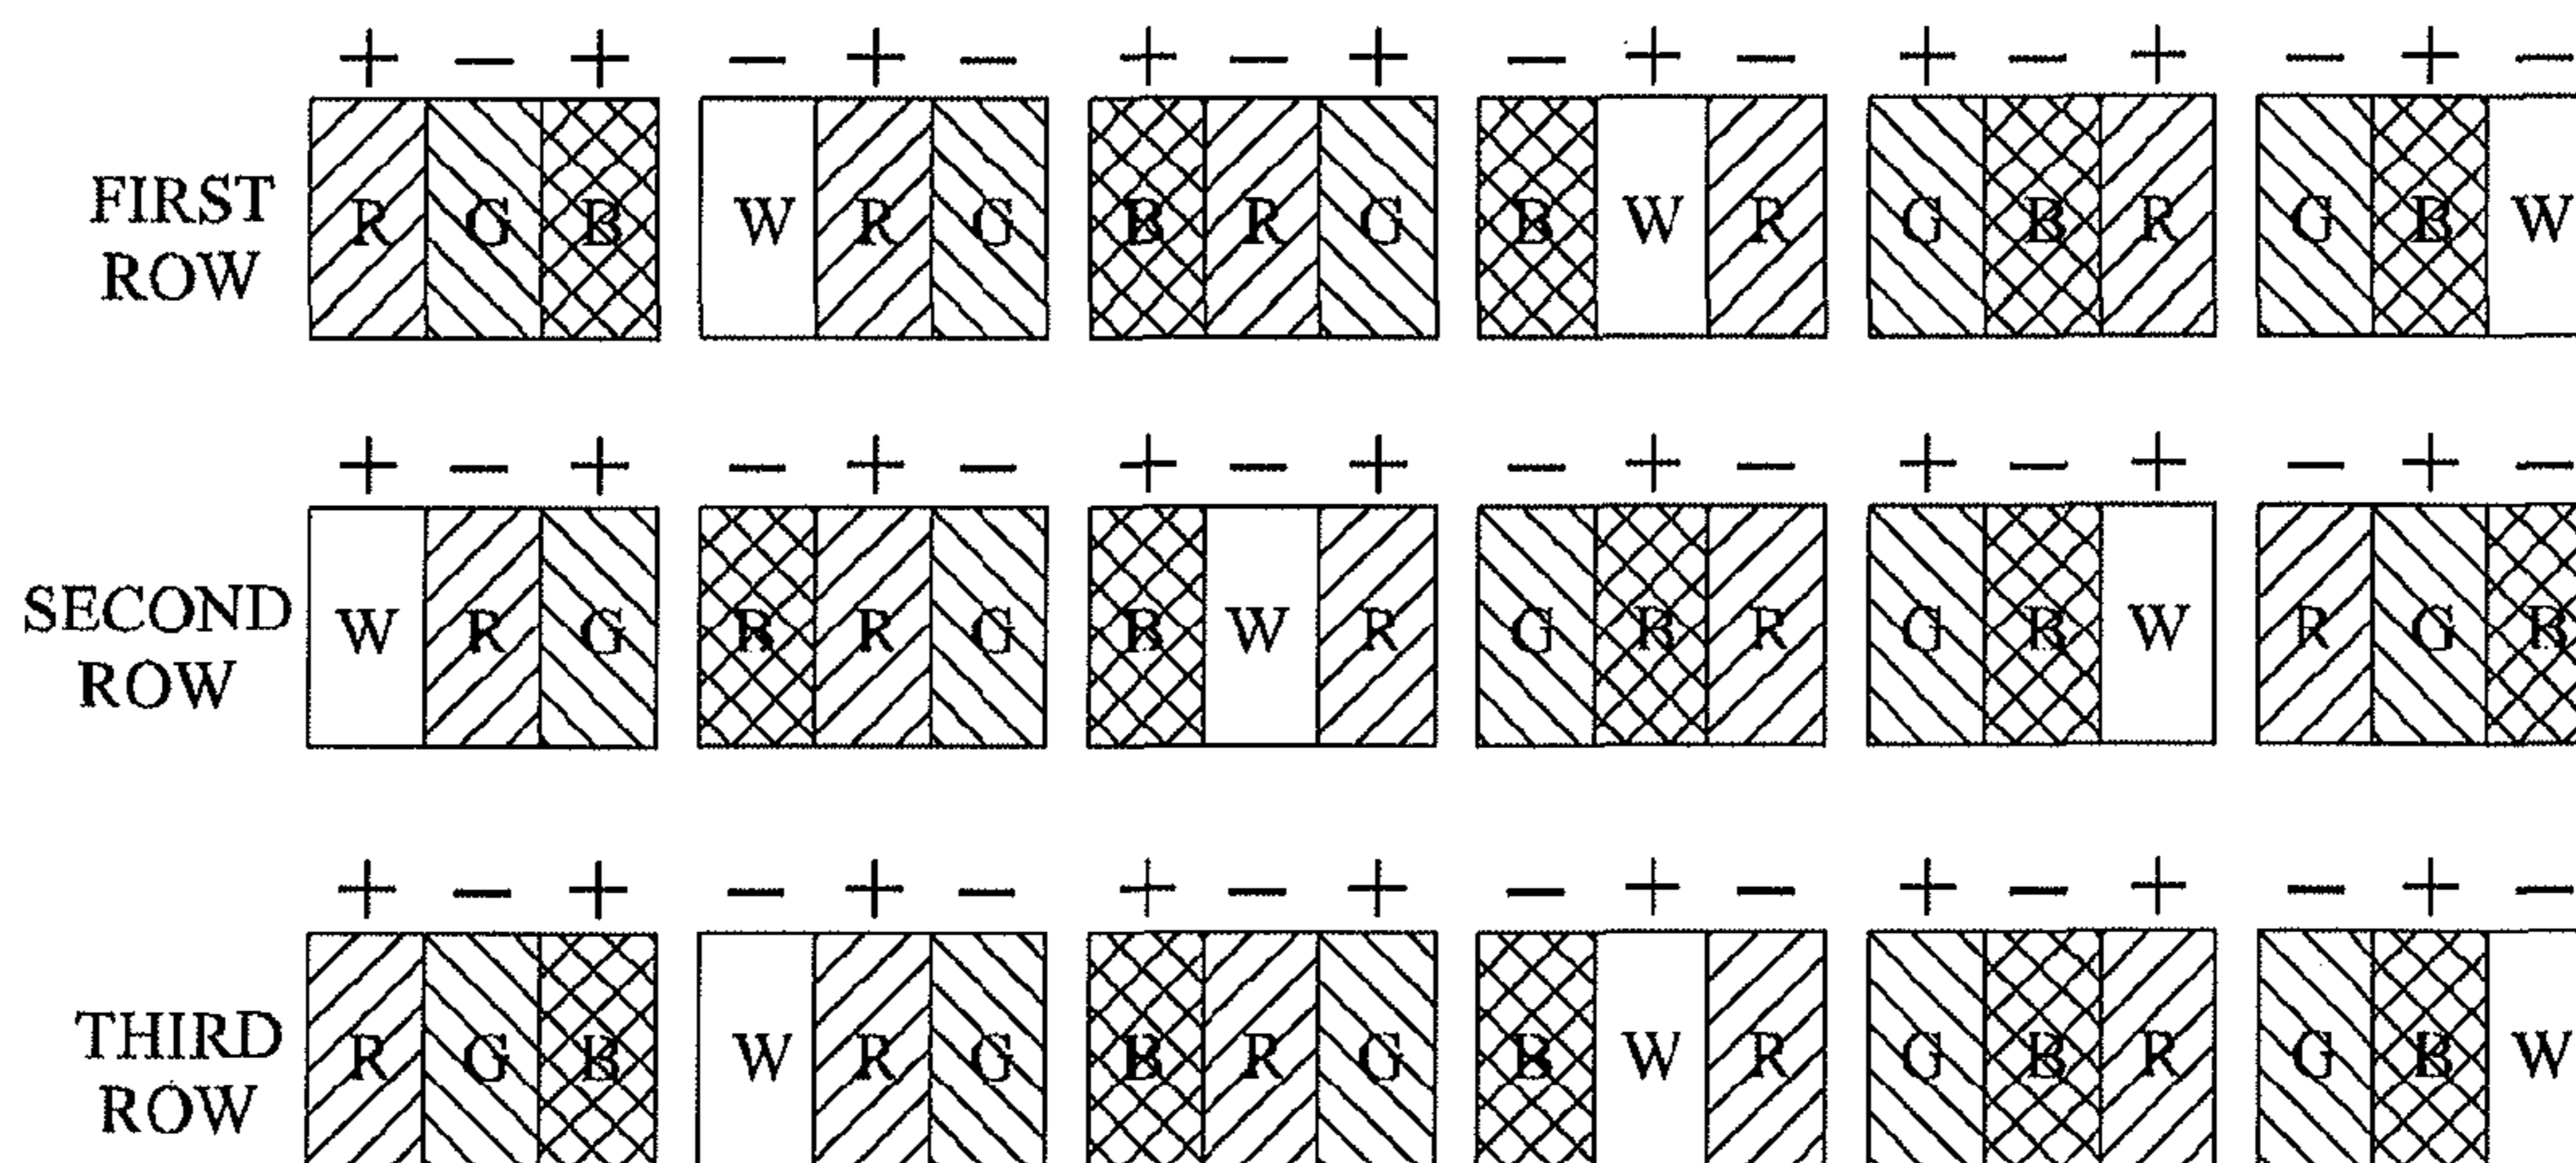 + — + — + — + — + — + — + — + — + — + —
FIRST ROW R G B W R G B R G B W R G B R G B W
+ — + — + — + — + — + — + — + — + — + —
SECOND ROW W R G B R G B W R G B R G B W R G B
+ — + — + — + — + — + — + — + — + — + —
THIRD ROW R G B W R G B R G B W R G B R G B W